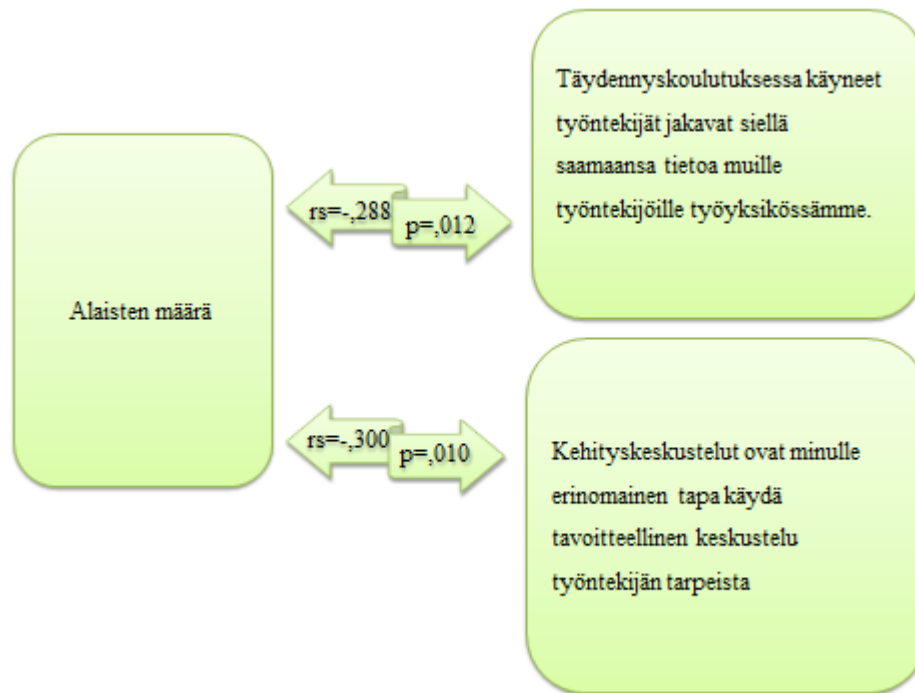 Alaisten määrä
rs=-,288
p=,012
Täydennyskoulutuksessa käyneet
työntekijät jakavat siellä
saamaansa tietoa muille
työntekijöille työyksikössämme.
rs=-,300
p=,010
Kehityskeskustelut ovat minulle
erinomainen tapa käydä
tavoitteellinen keskustelu
työntekijän tarpeista